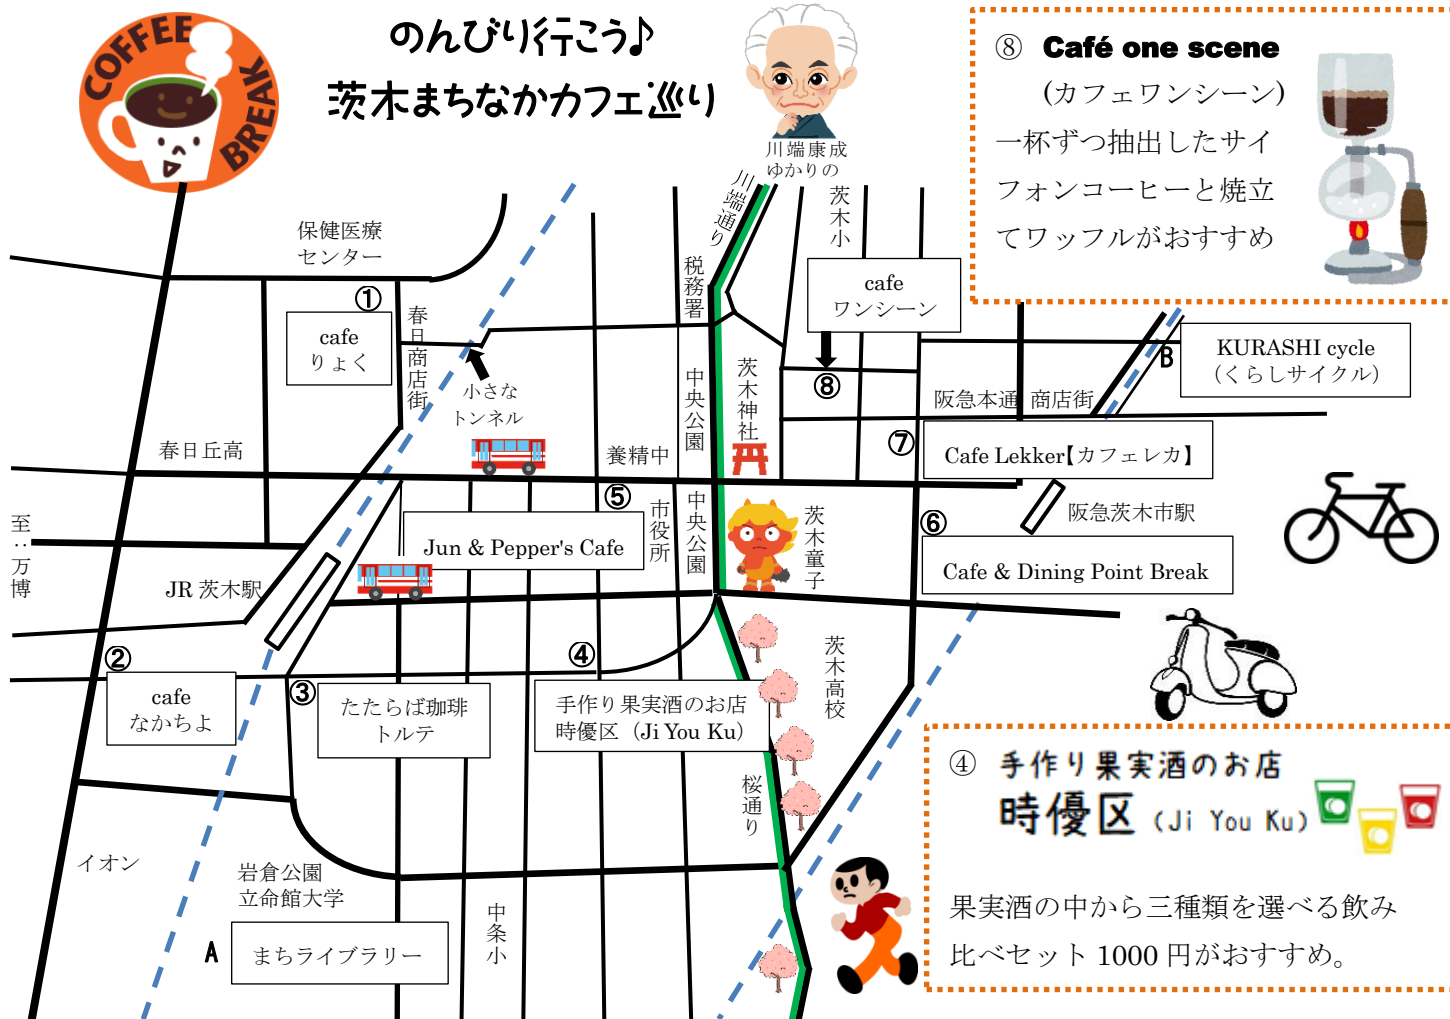 COFFEE BREAK
のんびり行こう♪
茨木まちなかカフェ巡り
川端康成
ゆかりの
川端通り
⑧ Café one scene
(カフェワンシーン)
一杯ずつ抽出したサイ
フォンコーヒーと焼立
てワッフルがおすすめ
保健医療
センター
①
cafe
りょく
春日商店街
小さな
トンネル
税務署
茨木小
cafe
ワンシーン
⑧
中央公園
茨木神社
阪急本通 商店街
B
KURASHI cycle
(くらしサイクル)
春日丘高
養精中
⑦
Cafe Lekker【カフェレカ】
至:万博
⑤
Jun & Pepper's Cafe
市役所
中央公園
茨木童子
⑥
阪急茨木市駅
Cafe & Dining Point Break
JR 茨木駅
②
cafe
なかちよ
③
たたらば珈琲
トルテ
④
手作り果実酒のお店
時優区 (Ji You Ku)
茨木高校
桜通り
イオン
岩倉公園
立命館大学
A
まちライブラリー
中条小
④ 手作り果実酒のお店
時優区 (Ji You Ku)
果実酒の中から三種類を選べる飲み
比べセット 1000 円がおすすめ。